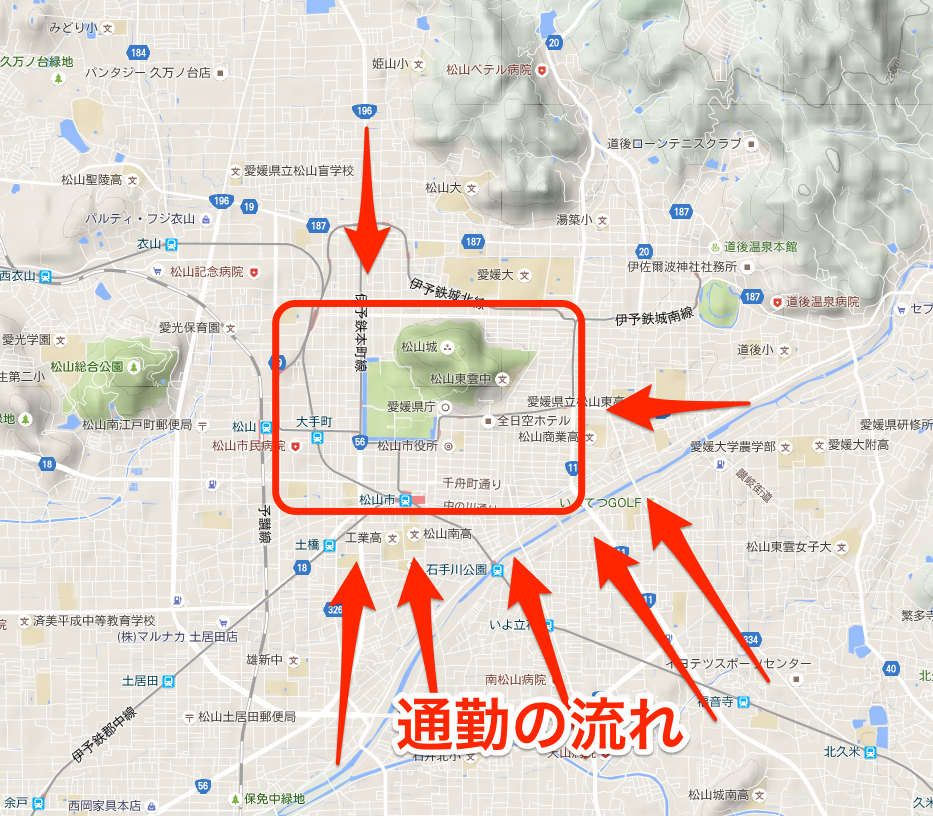 みどり小
184
20
久万ノ台緑地
パンタジー 久万ノ台店
姫山小
松山ベテル病院
196
道後ローンテニスクラブ
愛媛県立松山盲学校
松山聖陵高
松山大
196
19
187
湯築小
187
パルティ・フジ衣山
187
20
衣山
道後温泉本館
松山記念病院
愛媛大
伊佐爾波神社社務所
西衣山
伊予鉄城北線
187
道後温泉病院
伊予鉄本町線
伊予鉄城南線
セブ
愛光保育園
愛光学園
松山城
道後小
松山総合公園
生第二小
松山東雲中
愛媛県庁
愛媛県立松山東高
緑地
松山南江戸町郵便局
松山
大手町
全日空ホテル
愛媛県研修所
松山市民病院
56
松山市役所
松山商業高
愛媛大学農学部
愛媛大附高
18
11
讃岐街道
千舟町通り
松山市
中の川通り
いよてつGOLF
予讃線
工業高
松山南高
土橋
11
松山東雲女子大
18
石手川公園
326
11
済美平成中等教育学校
いよ立花
繁多寺
(株)マルナカ 土居田店
334
雄新中
イヨテツスポーツセンター
40
土居田
南松山病院
福音寺
通勤の流れ
松山土居田郵便局
伊予鉄郡中線
石井北小
北久米
56
余戸
西岡家具本店
保免中緑地
松山城南高
久米